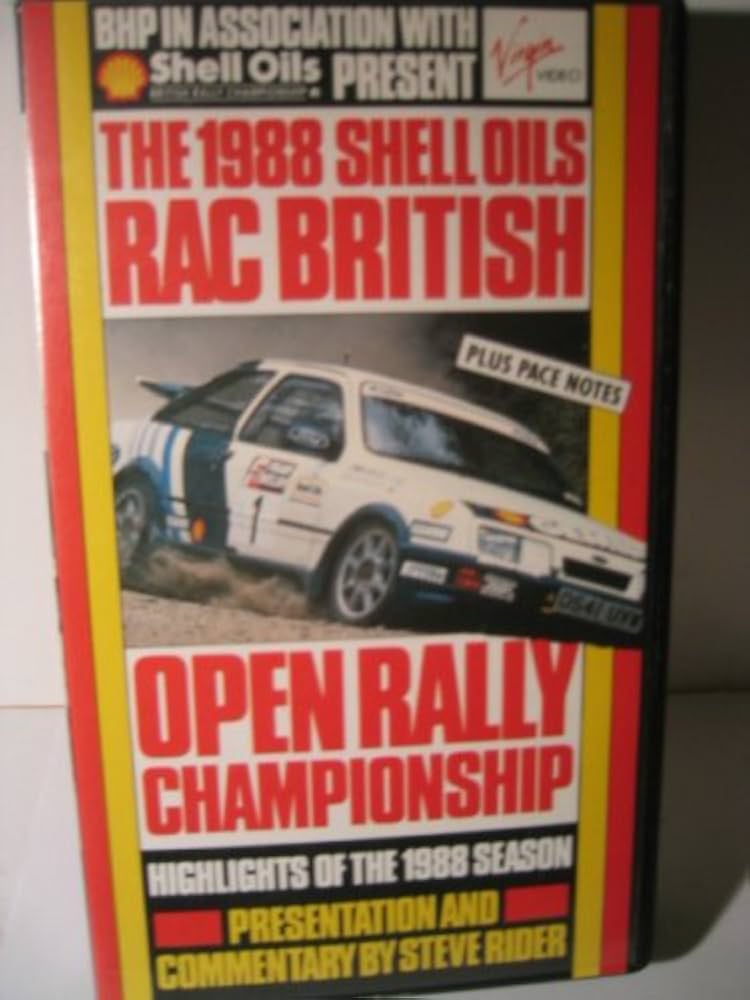 BHP IN ASSOCIATION WITH
Shell Oils
PRESENT
Virgin
VIDEO
THE 1988 SHELL OILS
RAC BRITISH
PLUS PACE NOTES
1
OPEN RALLY
CHAMPIONSHIP
HIGHLIGHTS OF THE 1988 SEASON
PRESENTATION AND
COMMENTARY BY STEVE RIDER